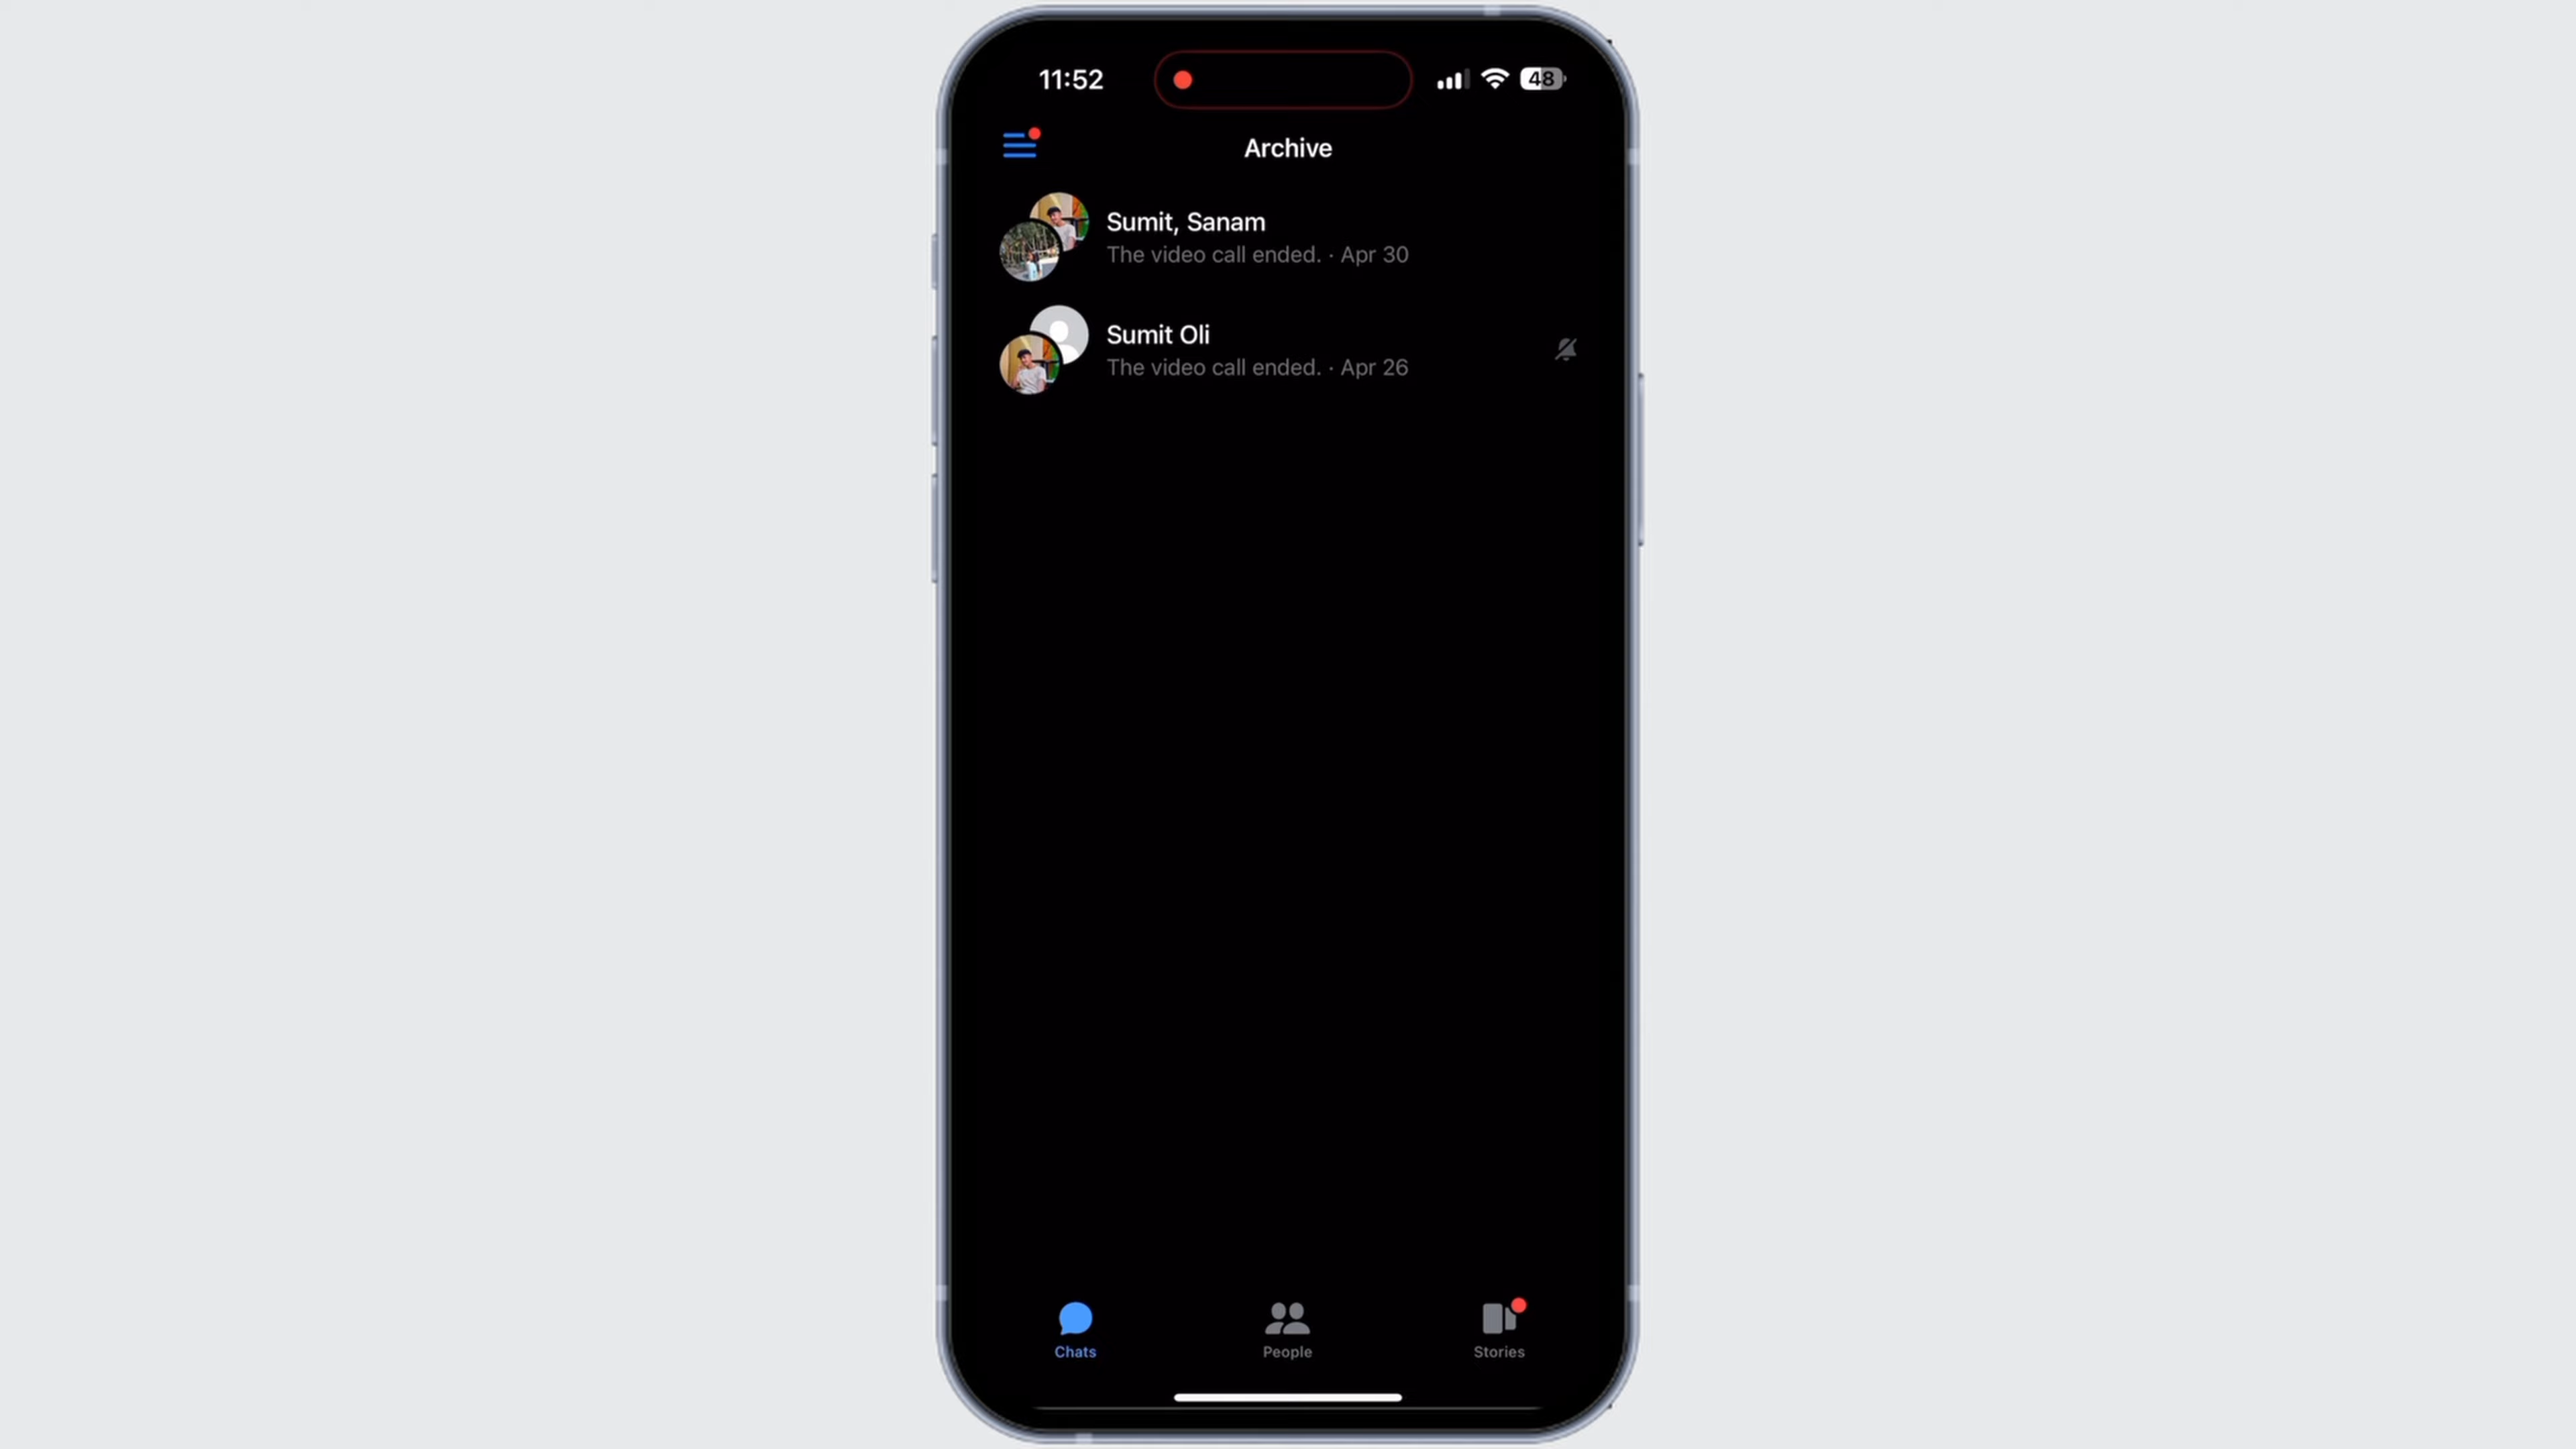 11:52
48
Archive
Sumit, Sanam
The video call ended. · Apr 30
Sumit Oli
The video call ended. · Apr 26
Chats
People
Stories